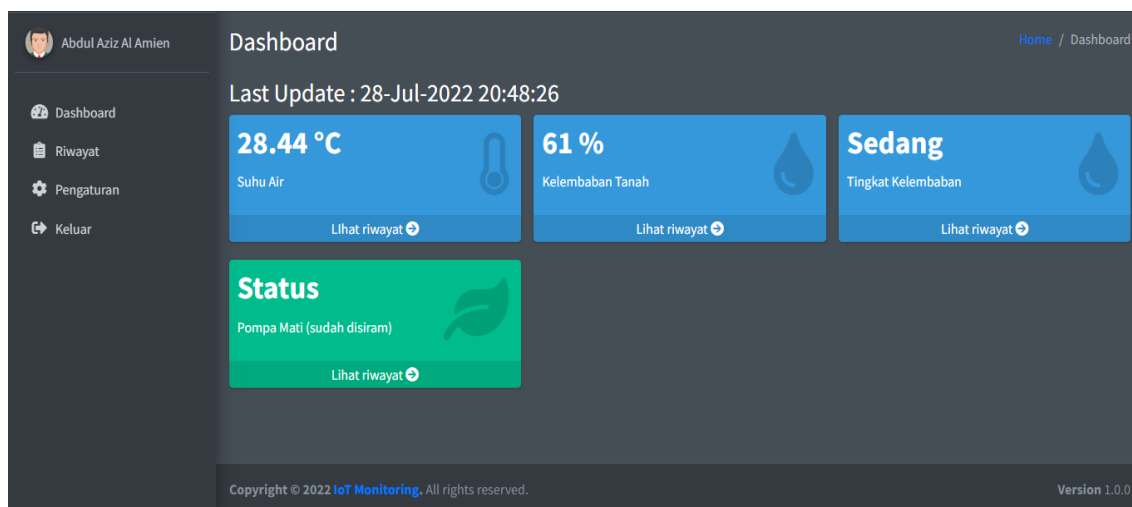 Abdul Aziz Al Amien
Dashboard
Riwayat
Pengaturan
Keluar
Dashboard
Home / Dashboard
Last Update : 28-Jul-2022 20:48:26
28.44 °C
Suhu Air
LIhat riwayat
61 %
Kelembaban Tanah
Lihat riwayat
Sedang
Tingkat Kelembaban
Lihat riwayat
Status
Pompa Mati (sudah disiram)
Lihat riwayat
Copyright © 2022 IoT Monitoring. All rights reserved.
Version 1.0.0